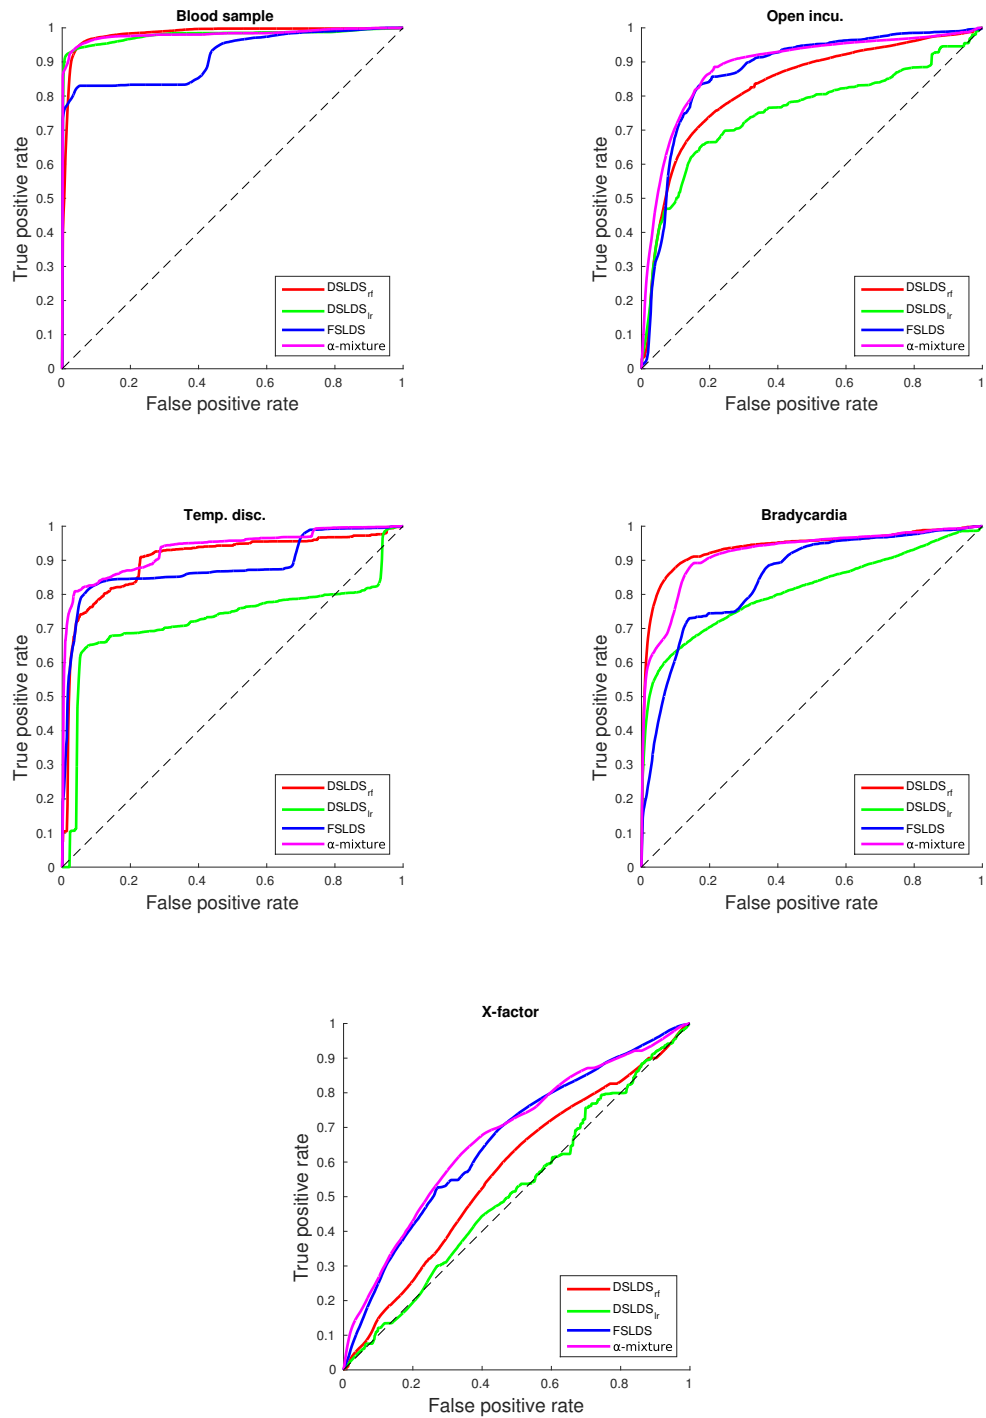 Blood sample
1
0.9
0.8
0.7
0.6
0.5
0.4
0.3
0.2
0.1
0
True positive rate
DSLDS_rf
DSLDS_lr
FSLDS
α-mixture
0 0.2 0.4 0.6 0.8 1
False positive rate
Open incu.
1
0.9
0.8
0.7
0.6
0.5
0.4
0.3
0.2
0.1
0
True positive rate
DSLDS_rf
DSLDS_lr
FSLDS
α-mixture
0 0.2 0.4 0.6 0.8 1
False positive rate
Temp. disc.
1
0.9
0.8
0.7
0.6
0.5
0.4
0.3
0.2
0.1
0
True positive rate
DSLDS_rf
DSLDS_lr
FSLDS
α-mixture
0 0.2 0.4 0.6 0.8 1
False positive rate
Bradycardia
1
0.9
0.8
0.7
0.6
0.5
0.4
0.3
0.2
0.1
0
True positive rate
DSLDS_rf
DSLDS_lr
FSLDS
α-mixture
0 0.2 0.4 0.6 0.8 1
False positive rate
X-factor
1
0.9
0.8
0.7
0.6
0.5
0.4
0.3
0.2
0.1
0
True positive rate
DSLDS_rf
DSLDS_lr
FSLDS
α-mixture
0 0.2 0.4 0.6 0.8 1
False positive rate